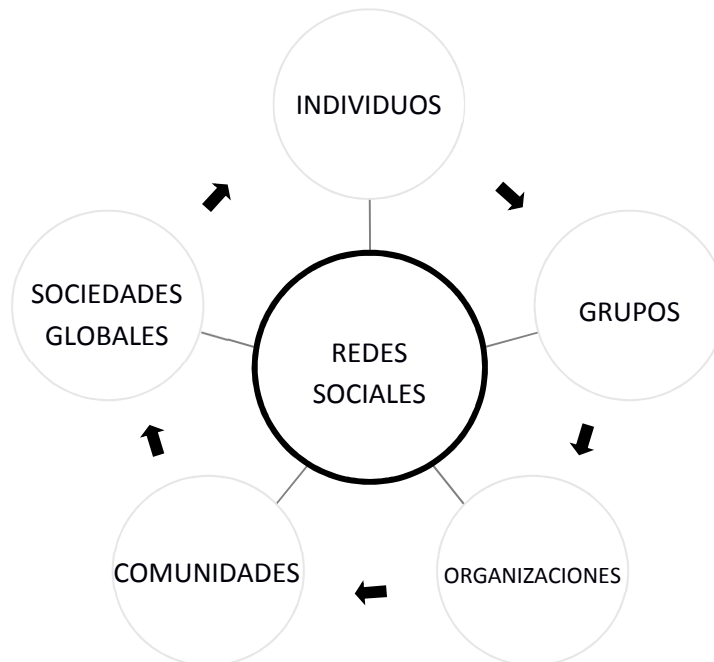 INDIVIDUOS
GRUPOS
ORGANIZACIONES
COMUNIDADES
SOCIEDADES
GLOBALES
REDES
SOCIALES